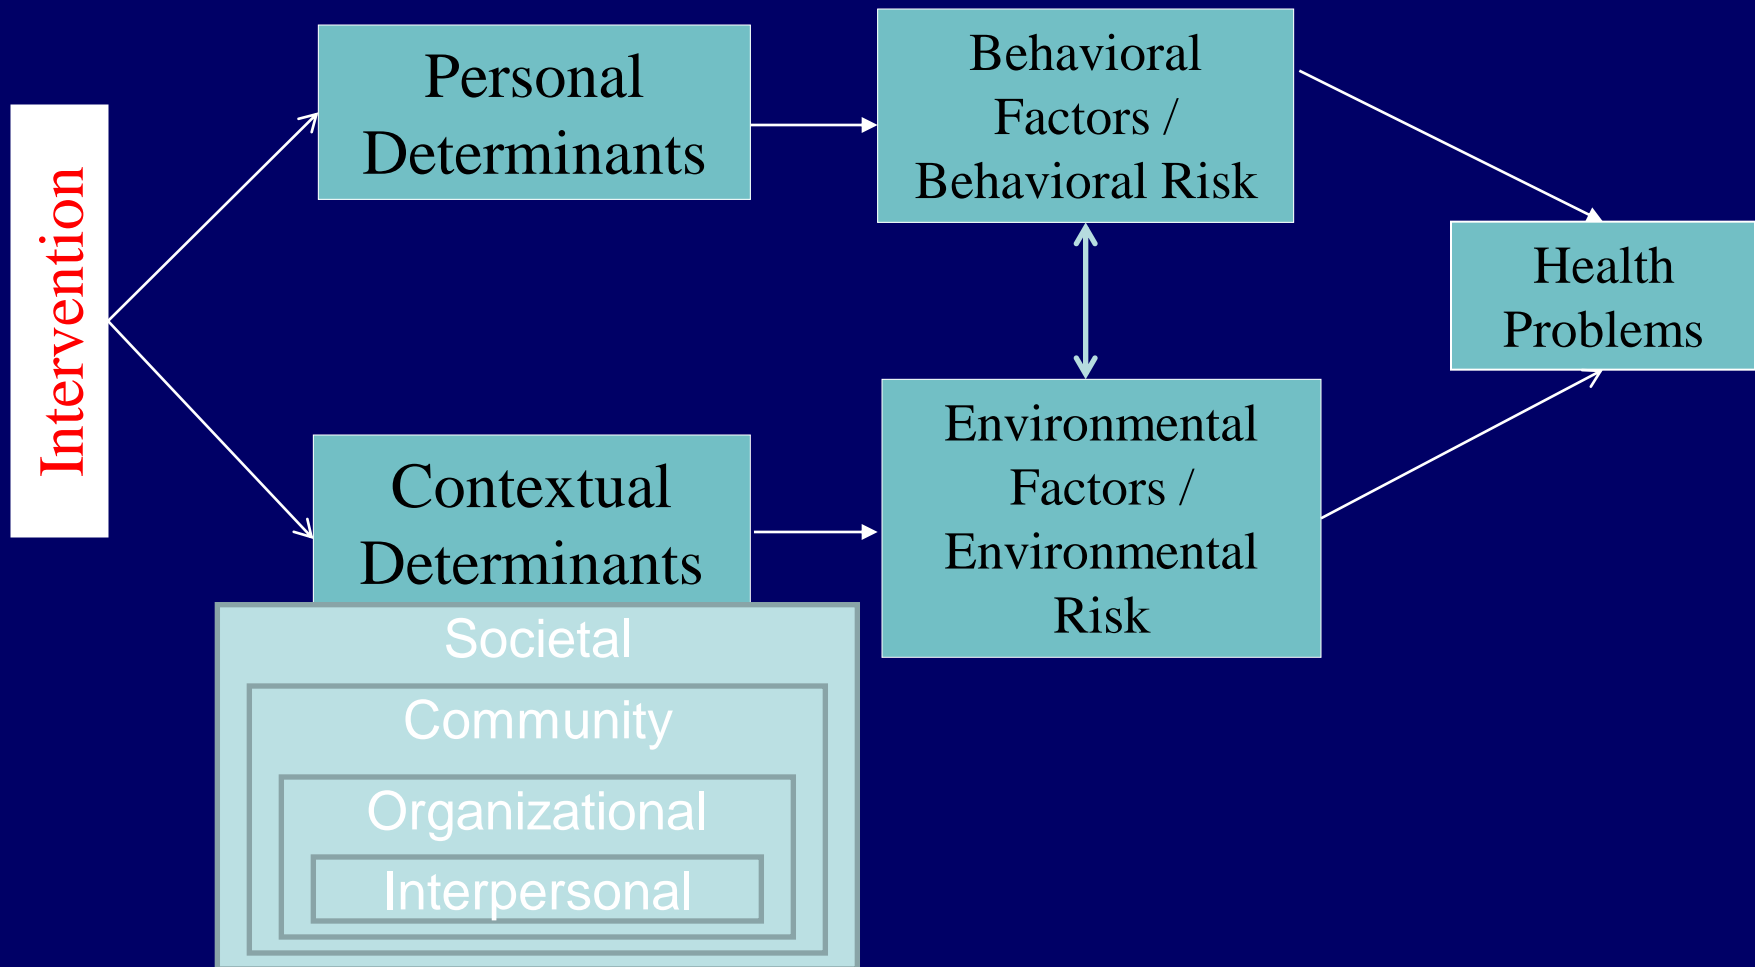 Intervention
Personal
Determinants
Behavioral
Factors /
Behavioral Risk
Health
Problems
Contextual
Determinants
Environmental
Factors /
Environmental
Risk
Societal
Community
Organizational
Interpersonal